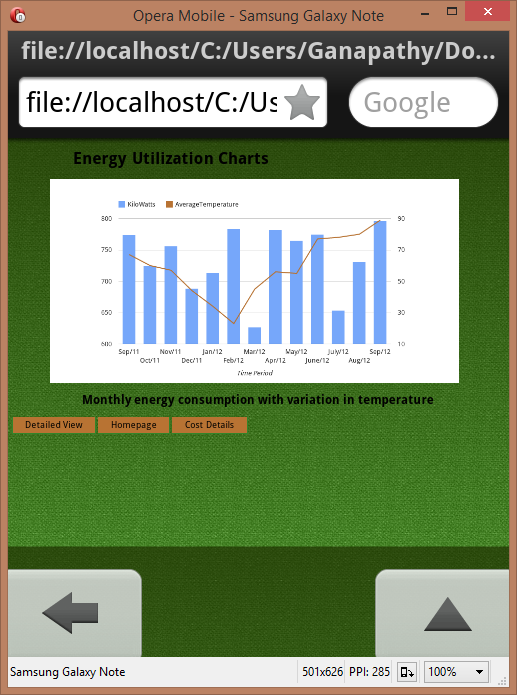 Opera Mobile - Samsung Galaxy Note
file://localhost/C:/Users/Ganapathy/Do...
file://localhost/C:/Us
Google
Energy Utilization Charts
KiloWatts AverageTemperature
800 90
750 70
700 50
650 30
600 10
Sep/11 Nov/11 Jan/12 Mar/12 May/12 July/12 Sep/12
Oct/11 Dec/11 Feb/12 Apr/12 June/12 Aug/12
Time Period
Monthly energy consumption with variation in temperature
Detailed View Homepage Cost Details
Samsung Galaxy Note 501x626 PPI: 285 100%